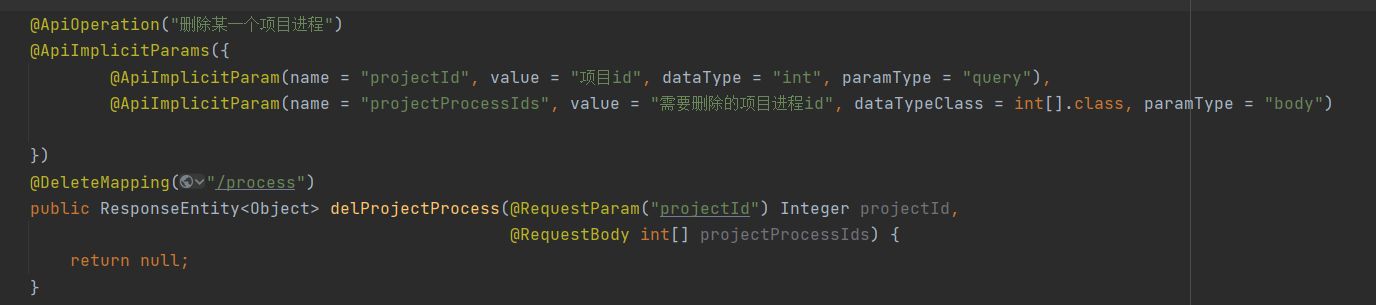 @ApiOperation("删除某一个项目进程")
@ApiImplicitParams({
        @ApiImplicitParam(name = "projectId", value = "项目id", dataType = "int", paramType = "query"),
        @ApiImplicitParam(name = "projectProcessIds", value = "需要删除的项目进程id", dataTypeClass = int[].class, paramType = "body")
})
@DeleteMapping("/process")
public ResponseEntity<Object> delProjectProcess(@RequestParam("projectId") Integer projectId,
                                                @RequestBody int[] projectProcessIds) {
    return null;
}